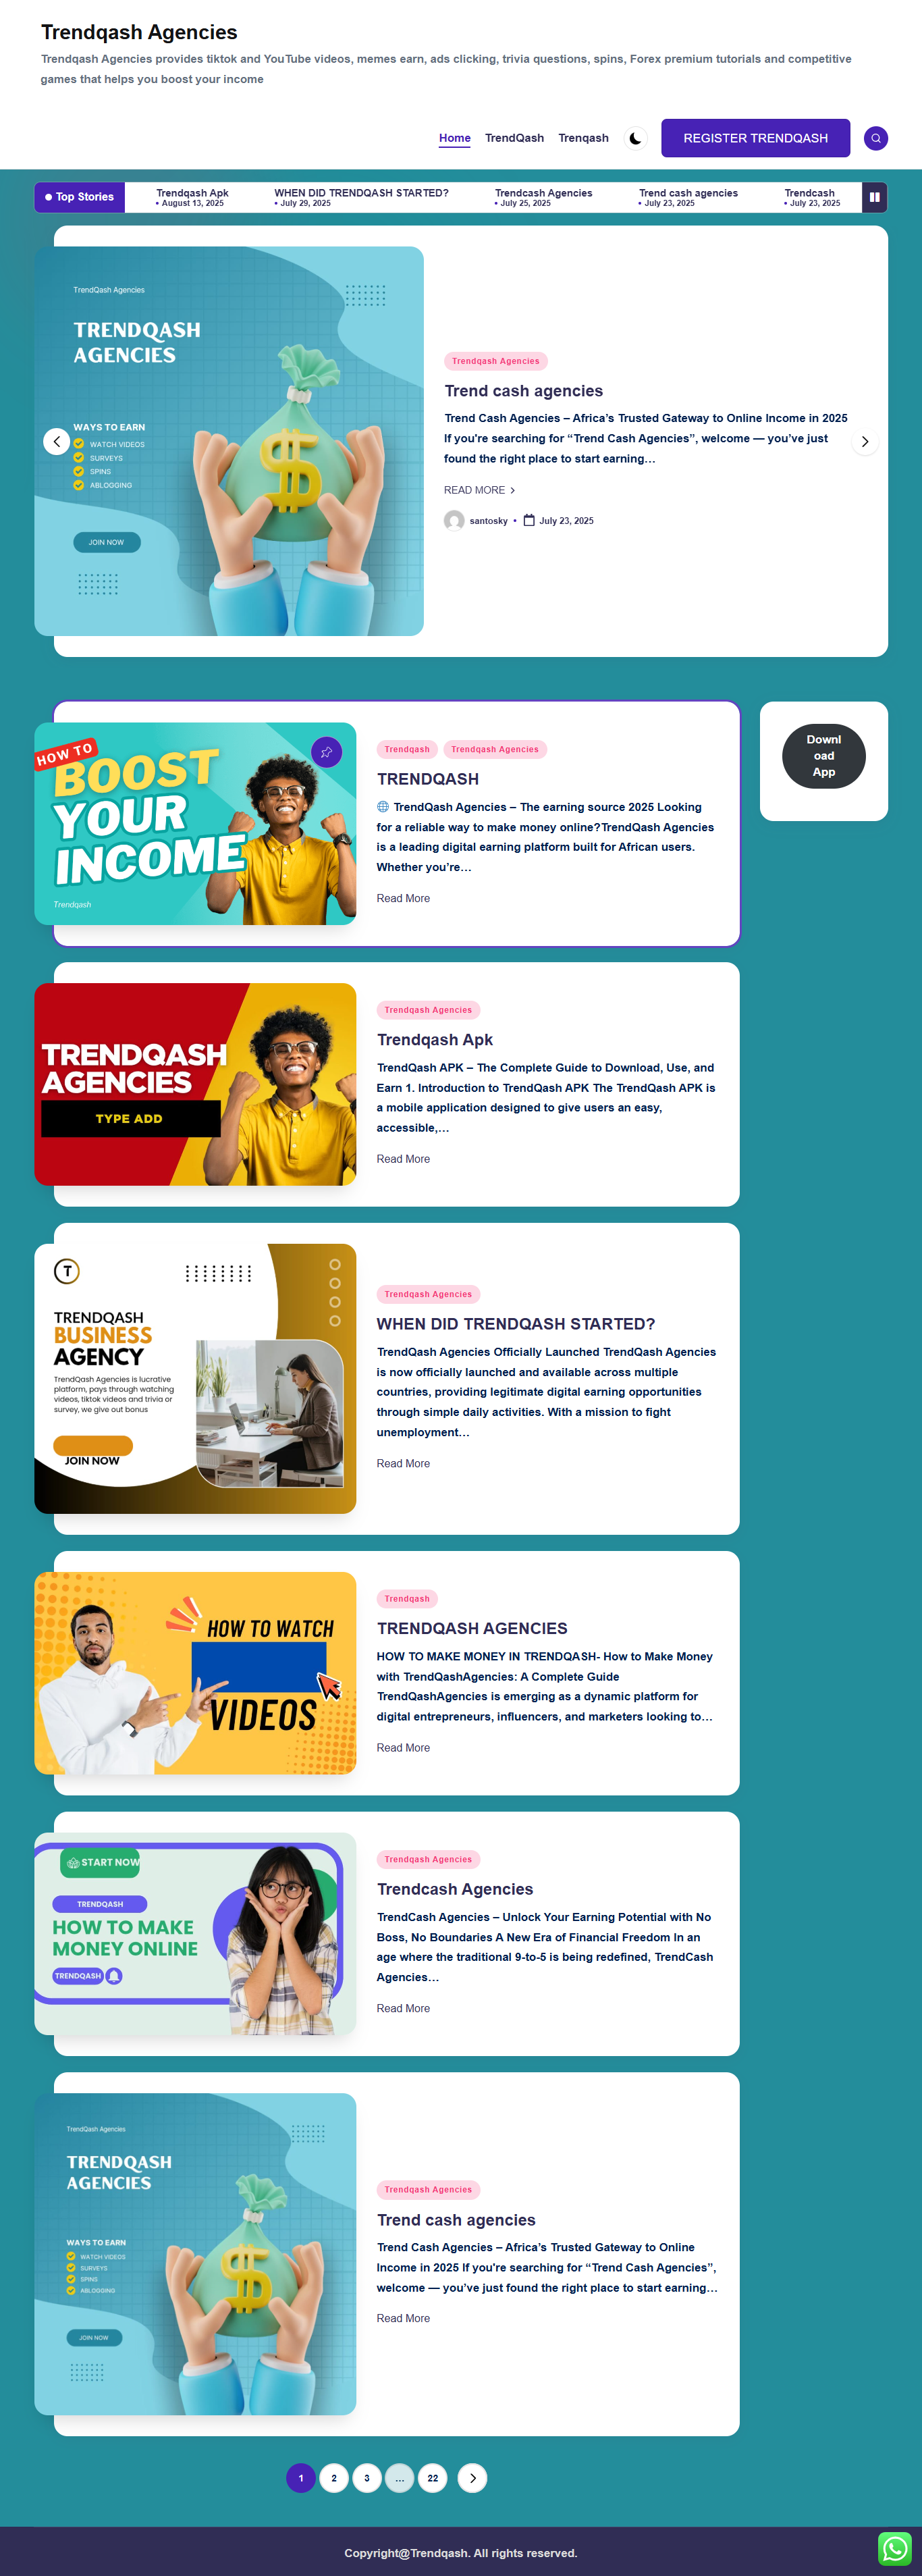 Trendqash Agencies
Trendqash Agencies provides tiktok and YouTube videos, memes earn, ads clicking, trivia questions, spins, Forex premium tutorials and competitive
games that helps you boost your income
Home
TrendQash
Trenqash
REGISTER TRENDQASH
Top Stories
Trendqash Apk
August 13, 2025
WHEN DID TRENDQASH STARTED?
July 29, 2025
Trendcash Agencies
July 25, 2025
Trend cash agencies
July 23, 2025
Trendcash
July 23, 2025
TrendQash Agencies
TRENDQASH
AGENCIES
WAYS TO EARN
WATCH VIDEOS
SURVEYS
SPINS
ABLOGGING
JOIN NOW
Trendqash Agencies
Trend cash agencies
Trend Cash Agencies – Africa’s Trusted Gateway to Online Income in 2025
If you're searching for “Trend Cash Agencies”, welcome — you’ve just
found the right place to start earning…
READ MORE
santosky
July 23, 2025
HOW TO
BOOST
YOUR
INCOME
Trendqash
Trendqash
Trendqash Agencies
TRENDQASH
TrendQash Agencies – The earning source 2025 Looking
for a reliable way to make money online?TrendQash Agencies
is a leading digital earning platform built for African users.
Whether you’re…
Read More
Downl
oad
App
TRENDQASH
AGENCIES
TYPE ADD
Trendqash Agencies
Trendqash Apk
TrendQash APK – The Complete Guide to Download, Use, and
Earn 1. Introduction to TrendQash APK The TrendQash APK is
a mobile application designed to give users an easy,
accessible,…
Read More
T
TRENDQASH
BUSINESS
AGENCY
TrendQash Agencies is lucrative
platform, pays through watching
videos, tiktok videos and trivia or
survey, we give out bonus
JOIN NOW
Trendqash Agencies
WHEN DID TRENDQASH STARTED?
TrendQash Agencies Officially Launched TrendQash Agencies
is now officially launched and available across multiple
countries, providing legitimate digital earning opportunities
through simple daily activities. With a mission to fight
unemployment…
Read More
HOW TO WATCH
VIDEOS
Trendqash
TRENDQASH AGENCIES
HOW TO MAKE MONEY IN TRENDQASH- How to Make Money
with TrendQashAgencies: A Complete Guide
TrendQashAgencies is emerging as a dynamic platform for
digital entrepreneurs, influencers, and marketers looking to…
Read More
START NOW
TRENDQASH
HOW TO MAKE
MONEY ONLINE
TRENDQASH
Trendqash Agencies
Trendcash Agencies
TrendCash Agencies – Unlock Your Earning Potential with No
Boss, No Boundaries A New Era of Financial Freedom In an
age where the traditional 9-to-5 is being redefined, TrendCash
Agencies…
Read More
TrendQash Agencies
TRENDQASH
AGENCIES
WAYS TO EARN
WATCH VIDEOS
SURVEYS
SPINS
ABLOGGING
JOIN NOW
Trendqash Agencies
Trend cash agencies
Trend Cash Agencies – Africa’s Trusted Gateway to Online
Income in 2025 If you're searching for “Trend Cash Agencies”,
welcome — you’ve just found the right place to start earning…
Read More
1
2
3
…
22
Copyright@Trendqash. All rights reserved.